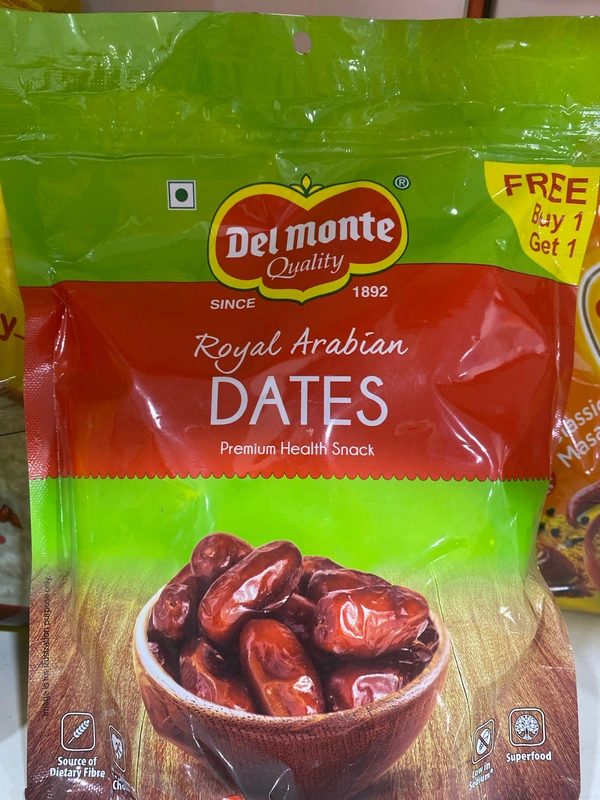 FREE
Buy 1
Get 1
®
Del Monte
Quality
SINCE 1892
Royal Arabian
DATES
Premium Health Snack
Image is for illustration purpose only.
Source of
Dietary Fibre
Low in
Sodium*
Superfood